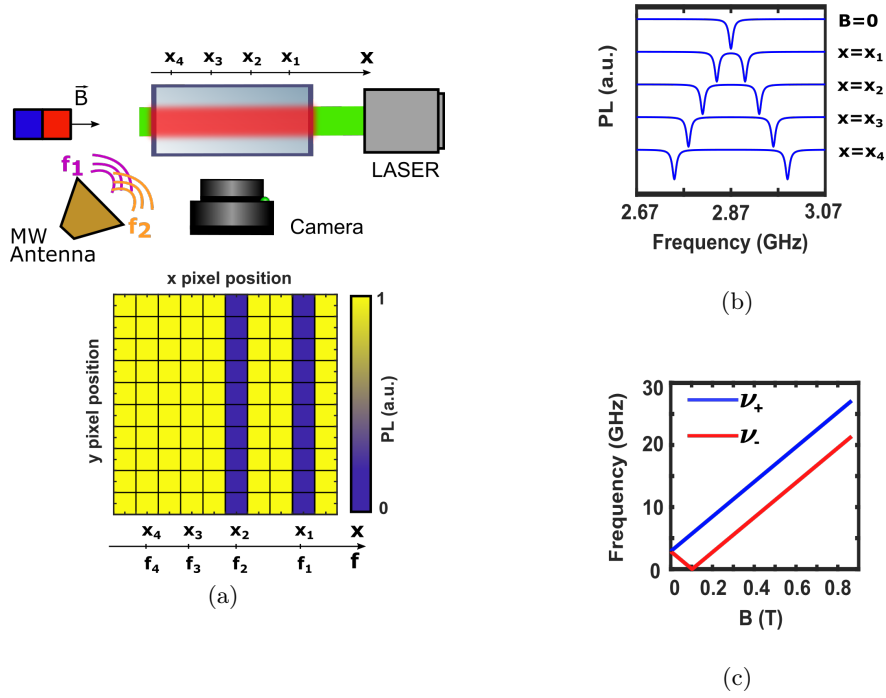 x₄ x₃ x₂ x₁ x
B
f₁
f₂
LASER
MW
Antenna
Camera
x pixel position
y pixel position
1
PL (a.u.)
0
x₄ x₃ x₂ x₁ x
f₄ f₃ f₂ f₁ f
(a)
PL (a.u.)
B=0
x=x₁
x=x₂
x=x₃
x=x₄
2.67 2.87 3.07
Frequency (GHz)
(b)
Frequency (GHz)
30
20
10
0
ν₊
ν₋
0 0.2 0.4 0.6 0.8
B (T)
(c)